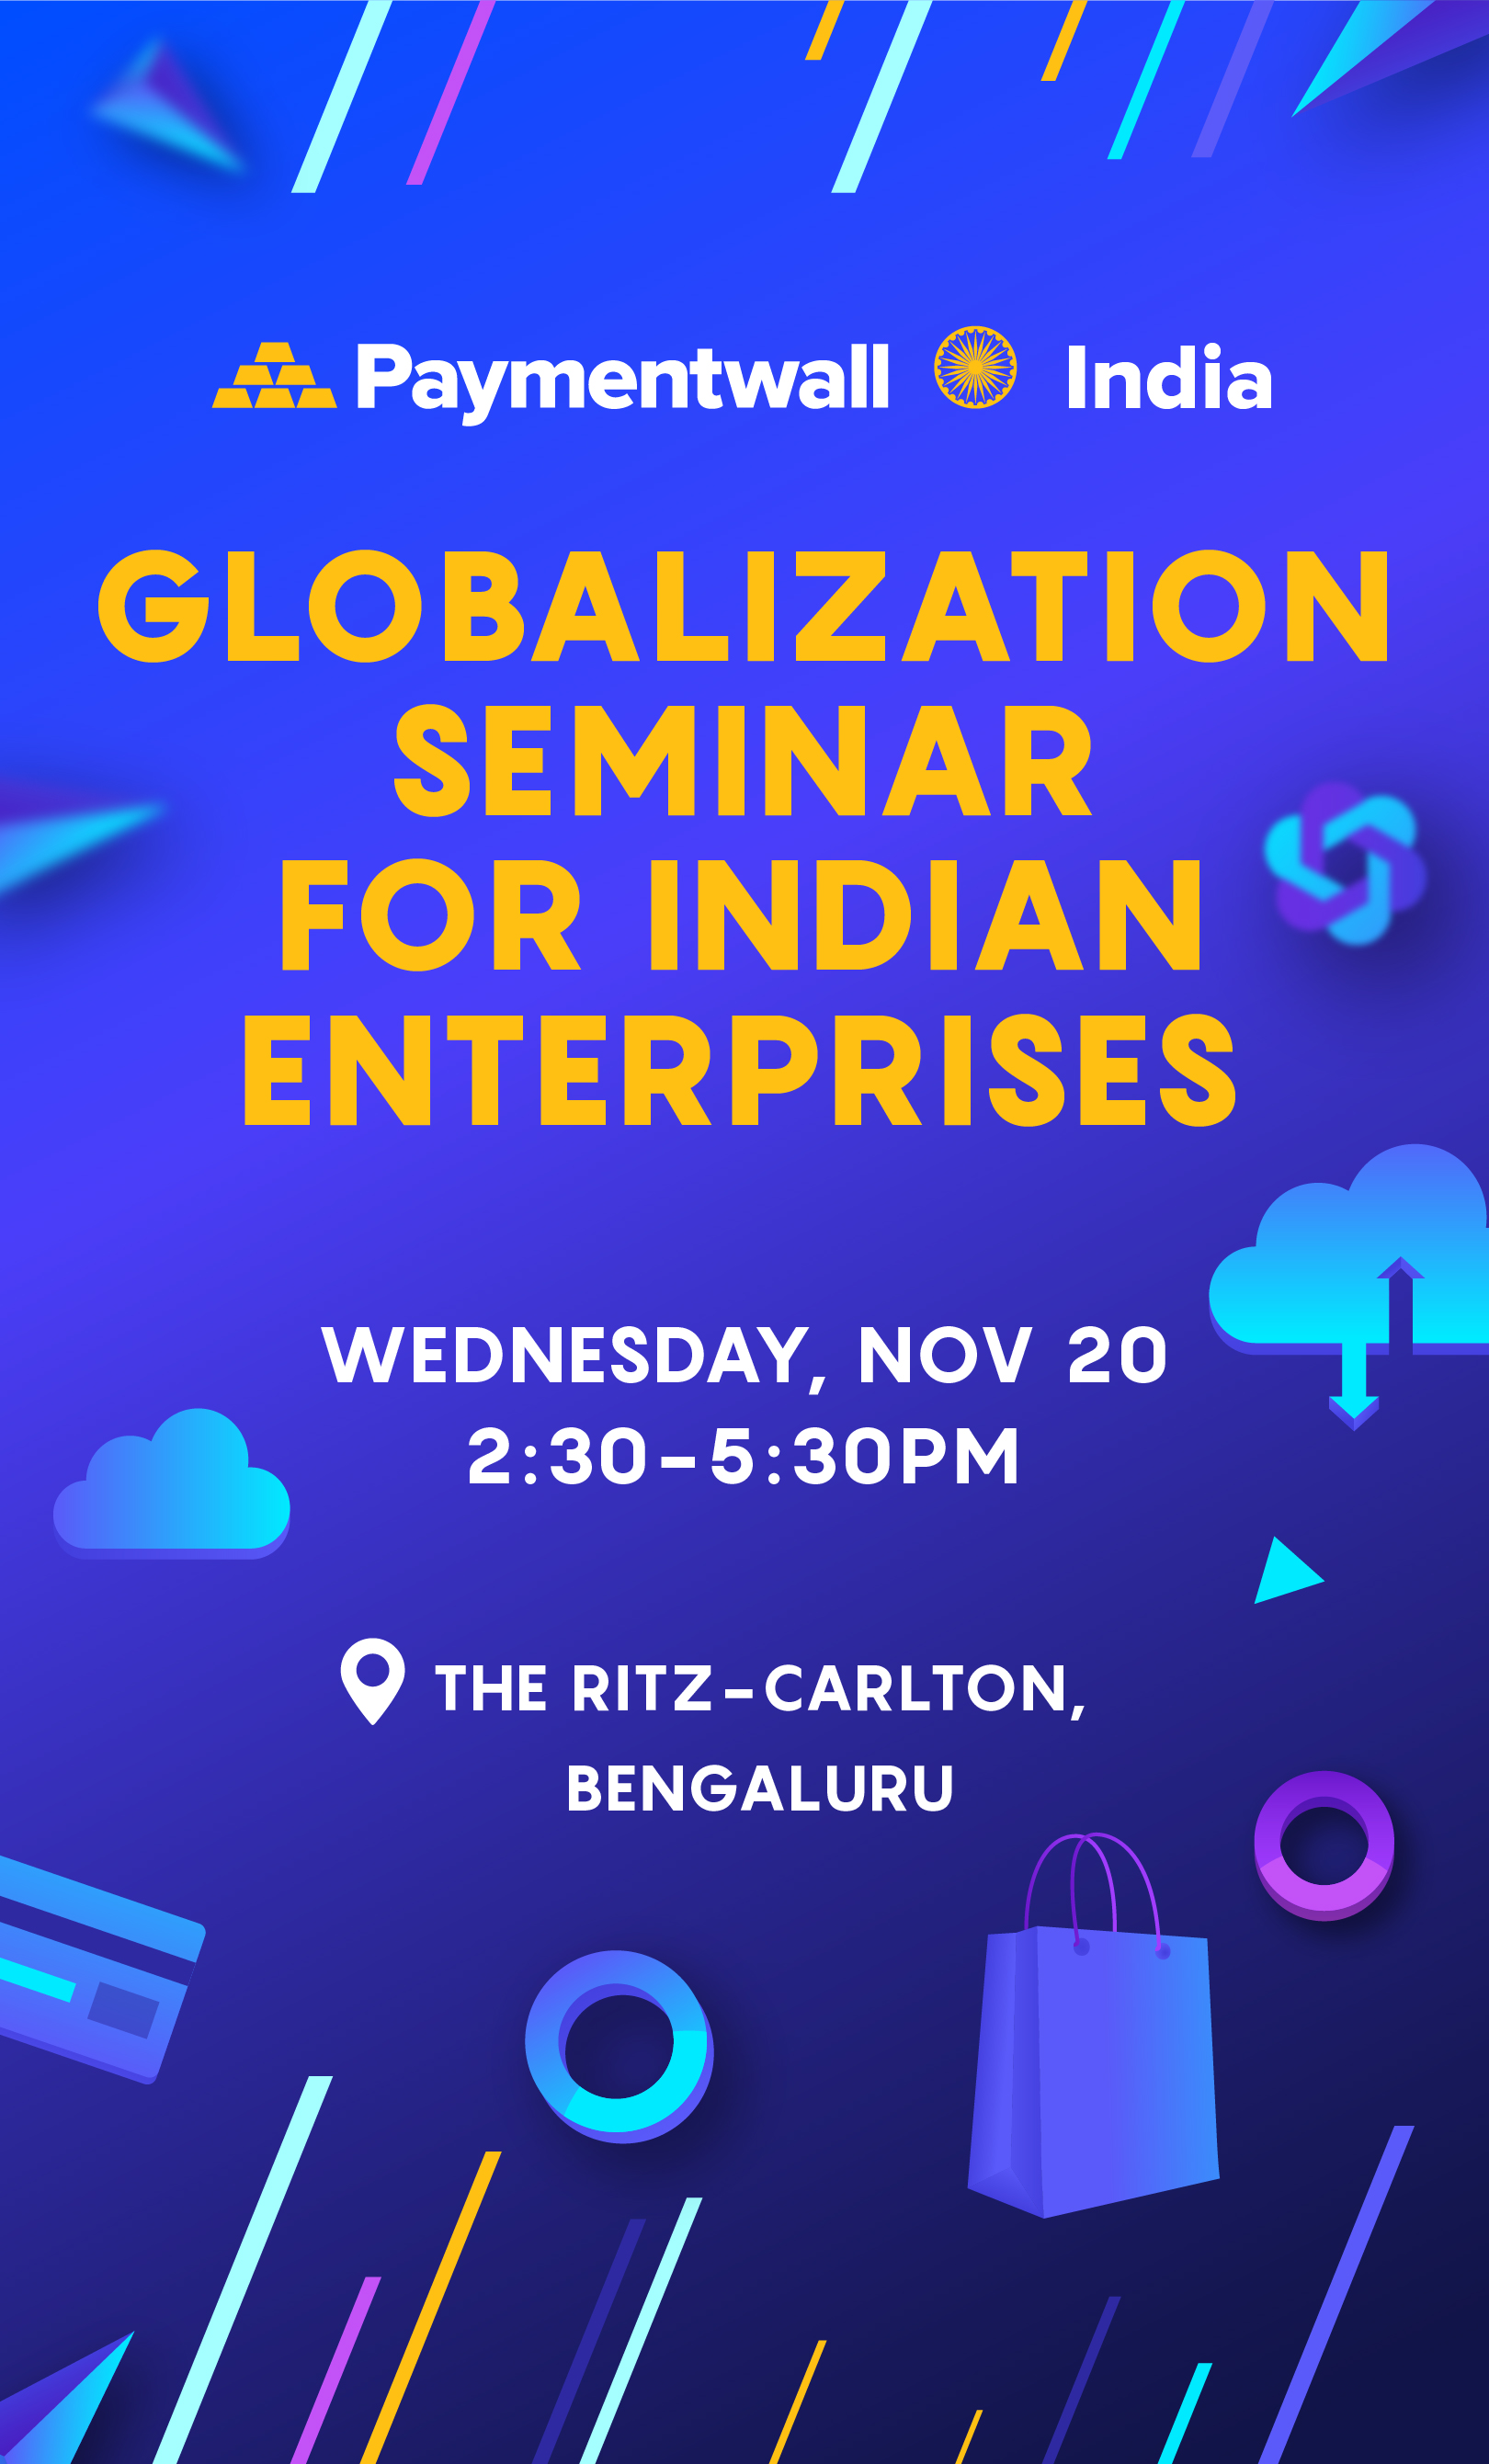 Paymentwall India
GLOBALIZATION
SEMINAR
FOR INDIAN
ENTERPRISES
WEDNESDAY, NOV 20
2:30-5:30PM
THE RITZ-CARLTON,
BENGALURU